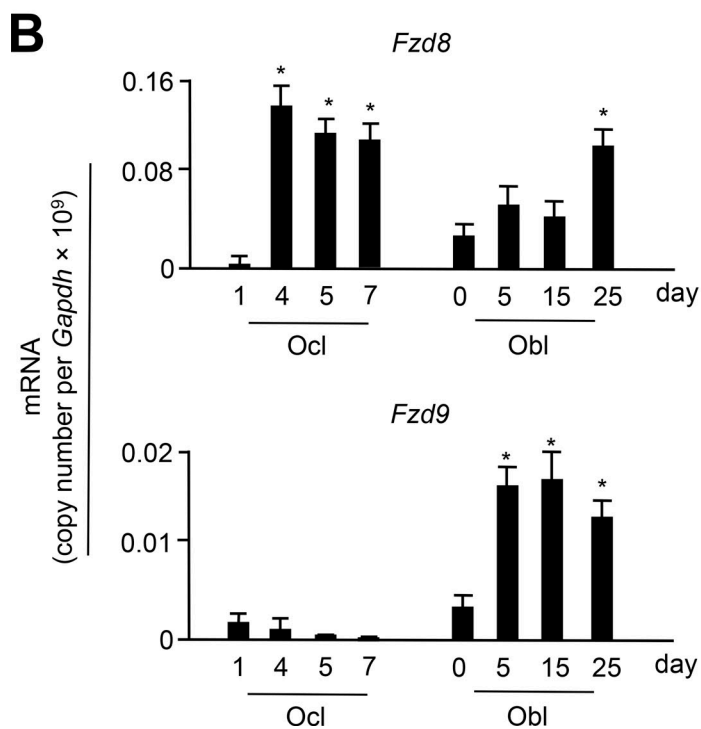 B
Fzd8
mRNA
(copy number per Gapdh × 10⁹)
0.16
0.08
0
* * * *
1 4 5 7 0 5 15 25 day
Ocl Obl
Fzd9
0.02
0.01
0
* * *
1 4 5 7 0 5 15 25 day
Ocl Obl